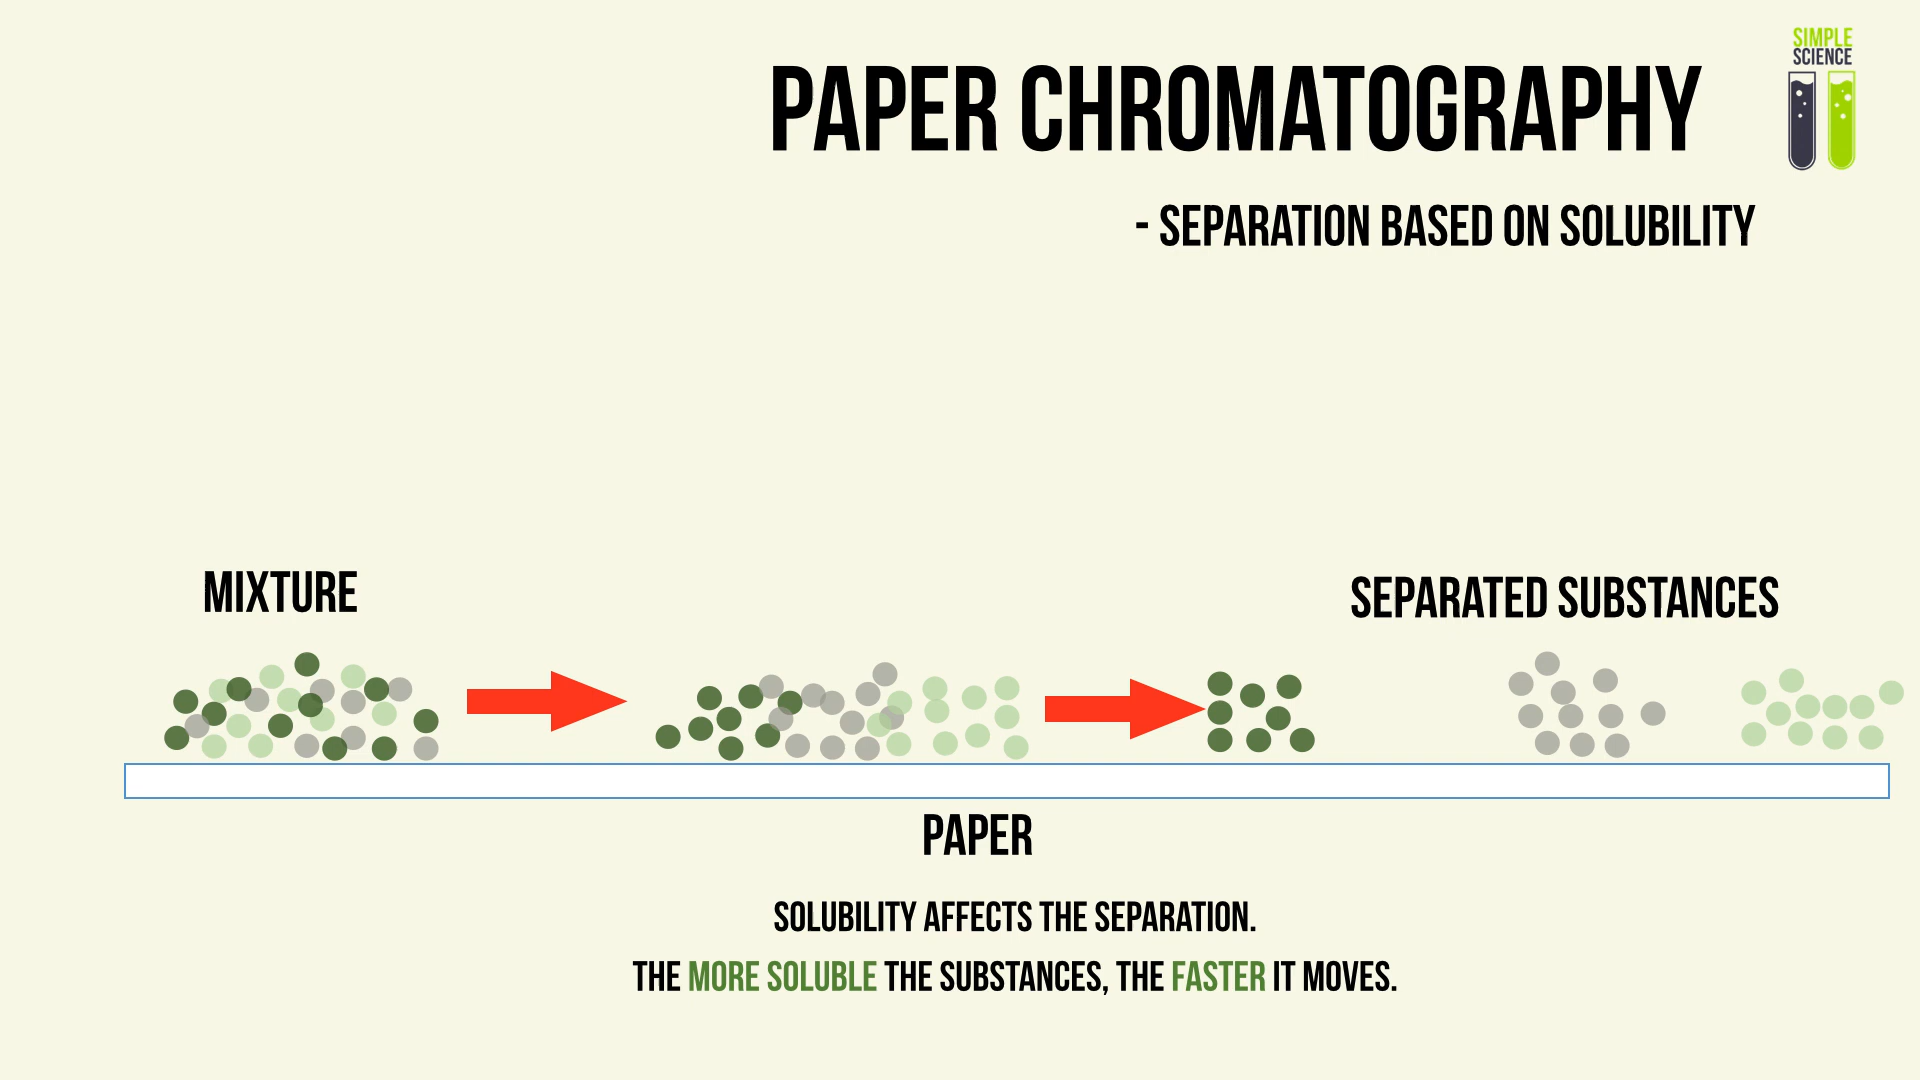 SIMPLE
SCIENCE
PAPER CHROMATOGRAPHY
- SEPARATION BASED ON SOLUBILITY
MIXTURE
SEPARATED SUBSTANCES
PAPER
SOLUBILITY AFFECTS THE SEPARATION.
THE MORE SOLUBLE THE SUBSTANCES, THE FASTER IT MOVES.